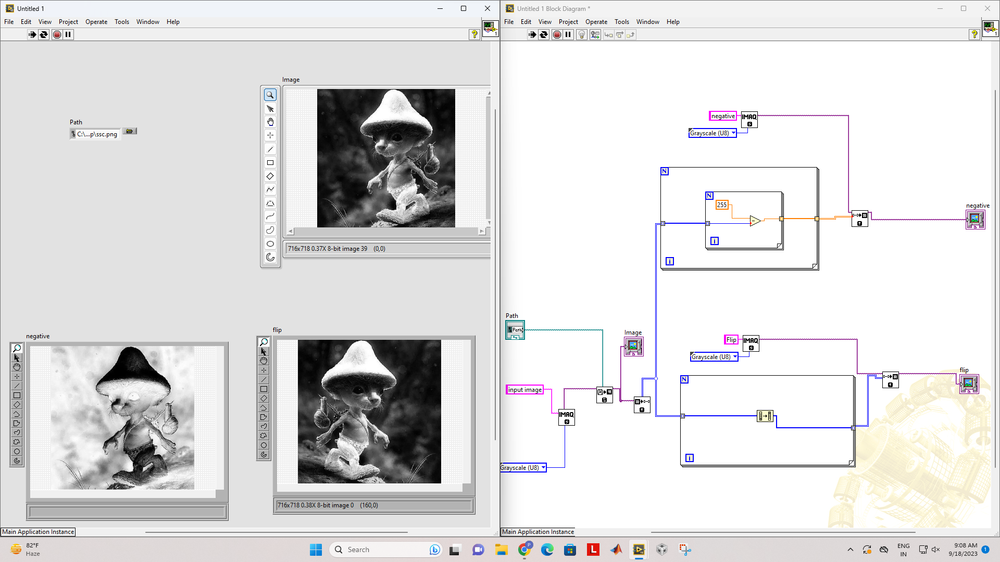 Untitled 1
File Edit View Project Operate Tools Window Help
Path
C:\...p\ssc.png
Image
716x718 0.37X 8-bit image 39 (0,0)
negative
flip
716x718 0.38X 8-bit image 0 (160,0)
Main Application Instance
Untitled 1 Block Diagram *
File Edit View Project Operate Tools Window Help
negative
IMAQ
Grayscale (U8)
N
N
255
i
i
negative
Path
Path
Image
Flip
IMAQ
Grayscale (U8)
flip
N
input image
IMAQ
i
Grayscale (U8)
Main Application Instance
82°F
Haze
Search
L
P
ENG
IN
9:08 AM
9/18/2023
1